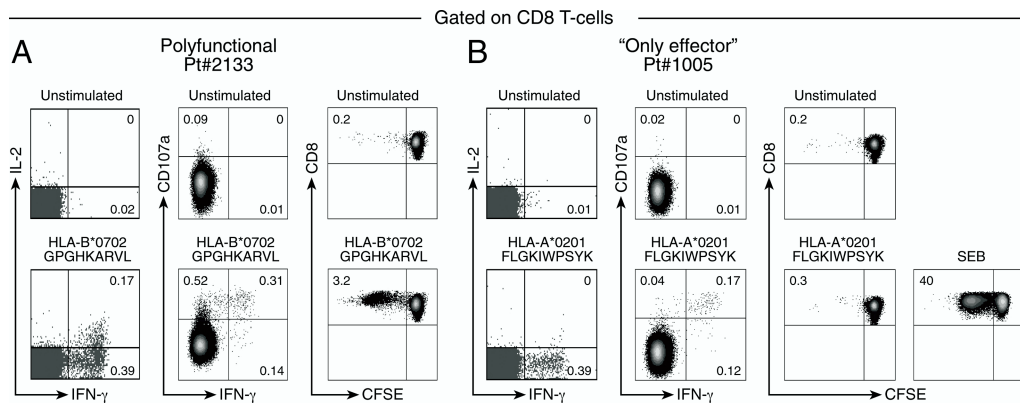 Gated on CD8 T-cells
A
Polyfunctional
Pt#2133
B
“Only effector”
Pt#1005
Unstimulated
Unstimulated
Unstimulated
Unstimulated
Unstimulated
Unstimulated
IL-2
0
0.02
CD107a
0.09
0
0.01
CD8
0.2
IL-2
0
0.01
CD107a
0.02
0
0.01
CD8
0.2
HLA-B*0702
GPGHKARVL
HLA-B*0702
GPGHKARVL
HLA-B*0702
GPGHKARVL
HLA-A*0201
FLGKIWPSYK
HLA-A*0201
FLGKIWPSYK
HLA-A*0201
FLGKIWPSYK
SEB
0.17
0.39
0.52
0.31
0.14
3.2
0
0.39
0.04
0.17
0.12
0.3
40
IFN-γ
IFN-γ
CFSE
IFN-γ
IFN-γ
CFSE